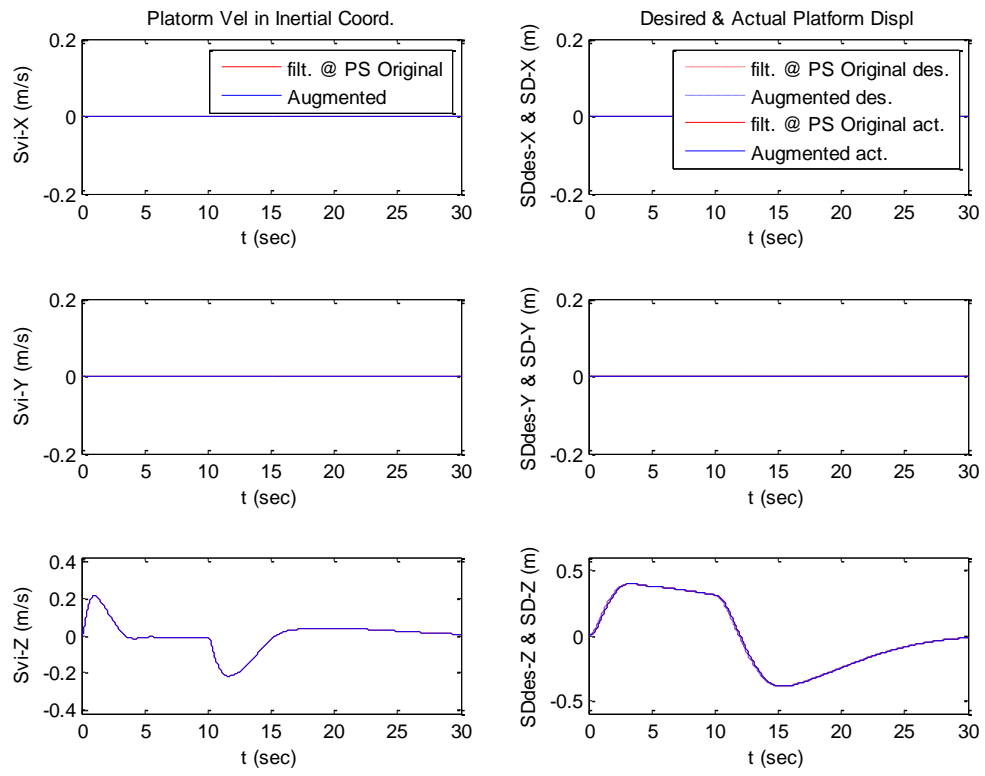 Platorm Vel in Inertial Coord.
0.2
0
-0.2
Svi-X (m/s)
filt. @ PS Original
Augmented
0 5 10 15 20 25 30
t (sec)
Desired & Actual Platform Displ
0.2
0
-0.2
SDdes-X & SD-X (m)
filt. @ PS Original des.
Augmented des.
filt. @ PS Original act.
Augmented act.
0 5 10 15 20 25 30
t (sec)
0.2
0
-0.2
Svi-Y (m/s)
0 5 10 15 20 25 30
t (sec)
0.2
0
-0.2
SDdes-Y & SD-Y (m)
0 5 10 15 20 25 30
t (sec)
0.4
0.2
0
-0.2
-0.4
Svi-Z (m/s)
0 5 10 15 20 25 30
t (sec)
0.5
0
-0.5
SDdes-Z & SD-Z (m)
0 5 10 15 20 25 30
t (sec)